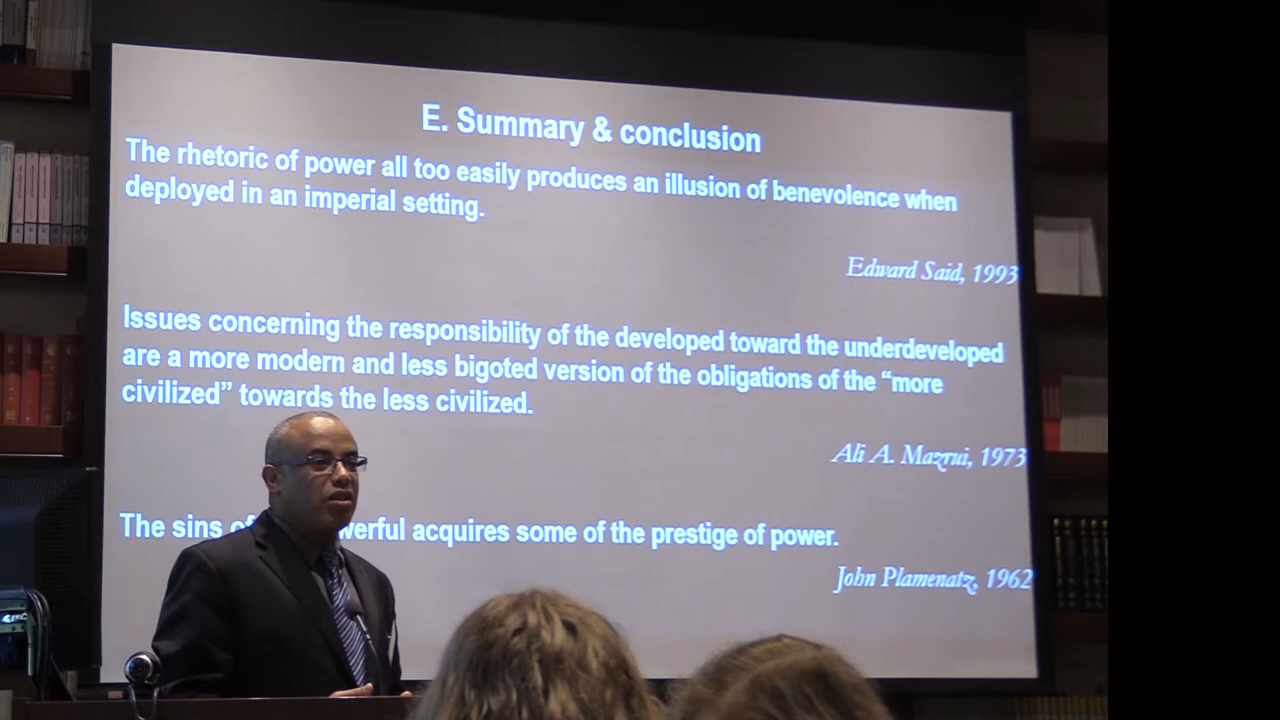 E. Summary & conclusion
The rhetoric of power all too easily produces an illusion of benevolence when
deployed in an imperial setting.
Edward Said, 1993
Issues concerning the responsibility of the developed toward the underdeveloped
are a more modern and less bigoted version of the obligations of the “more
civilized” towards the less civilized.
Ali A. Mazrui, 1973
The sins of werful acquires some of the prestige of power.
John Plamenatz, 1962